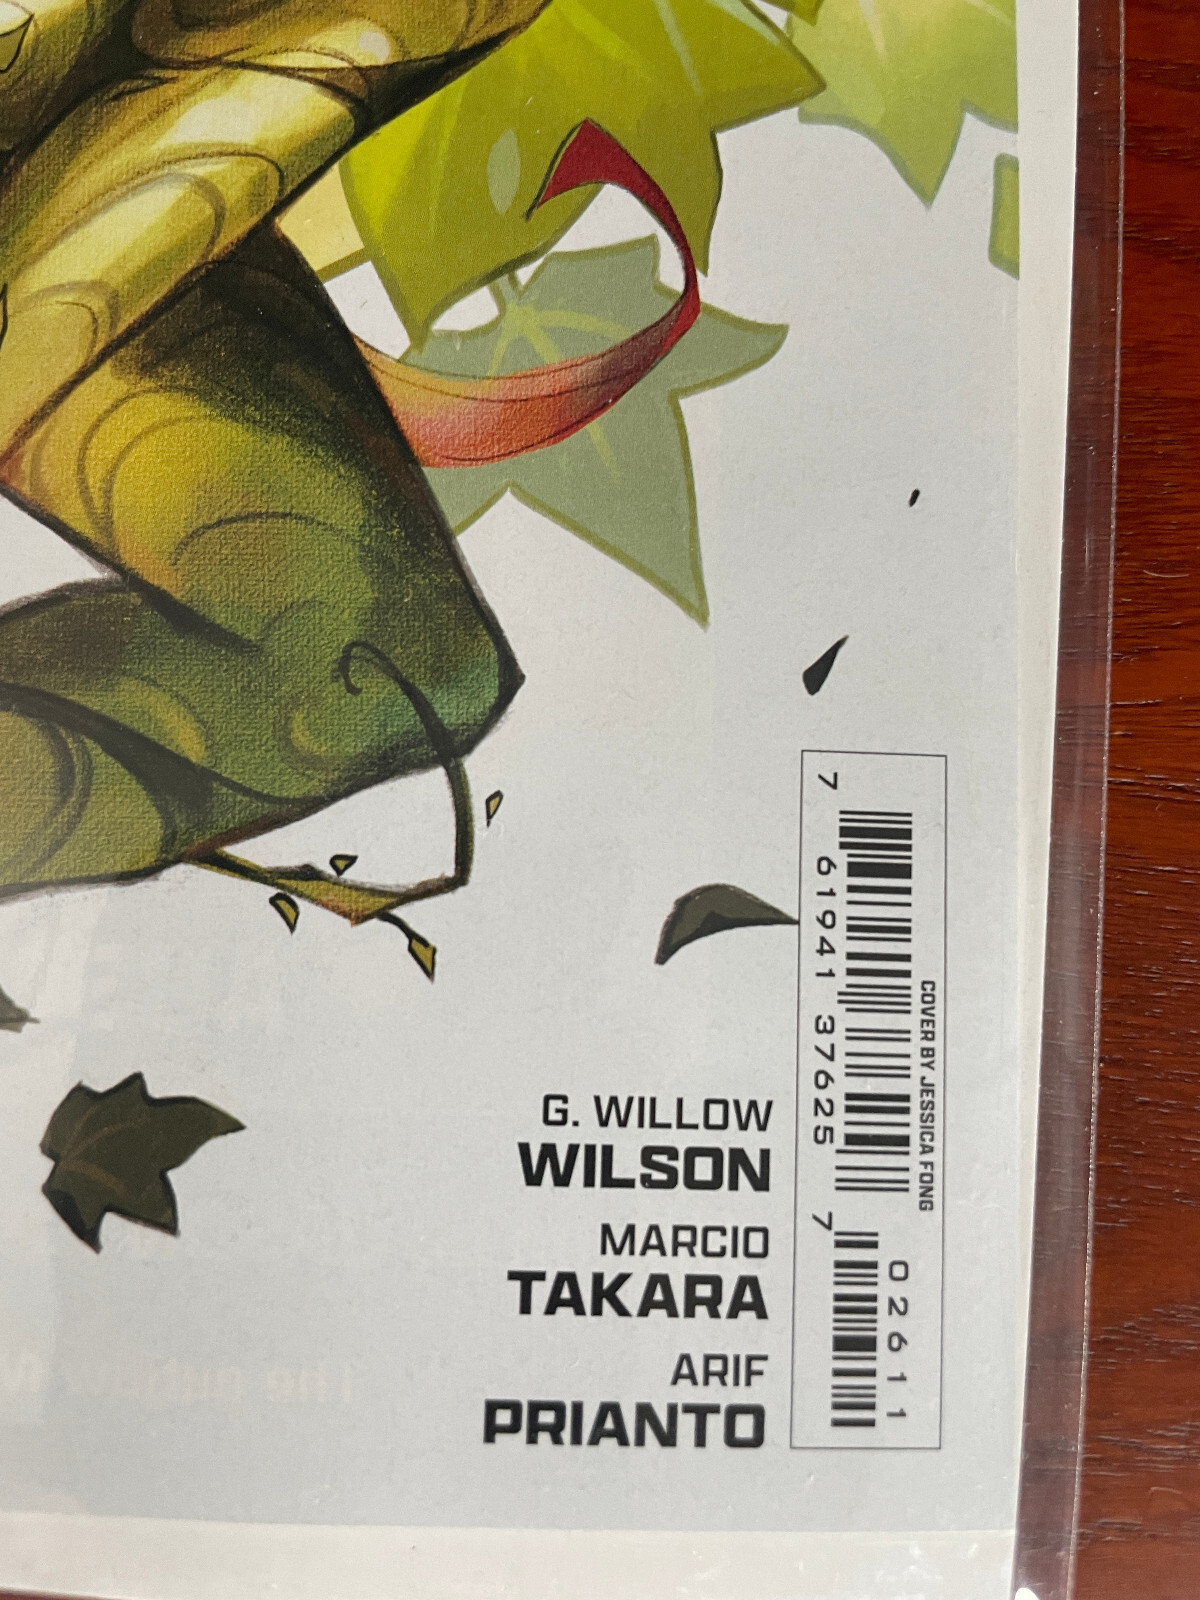 G. WILLOW
WILSON
MARCIO
TAKARA
ARIF
PRIANTO
COVER BY JESSICA FONG
7 61941 37625 7
02611